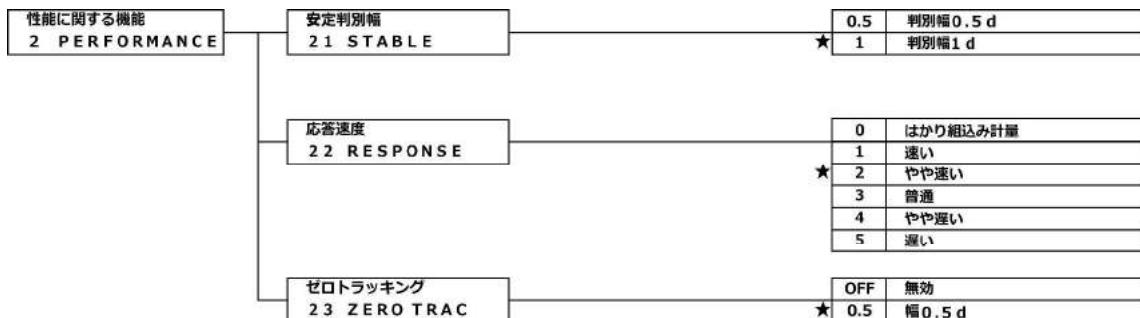 性能に関する機能
2 PERFORMANCE
安定判別幅
21 STABLE
0.5 判別幅0.5d
★ 1 判別幅1d
応答速度
22 RESPONSE
0 はかり組込み計量
1 速い
★ 2 やや速い
3 普通
4 やや遅い
5 遅い
ゼロトラッキング
23 ZERO TRAC
OFF 無効
★ 0.5 幅0.5d